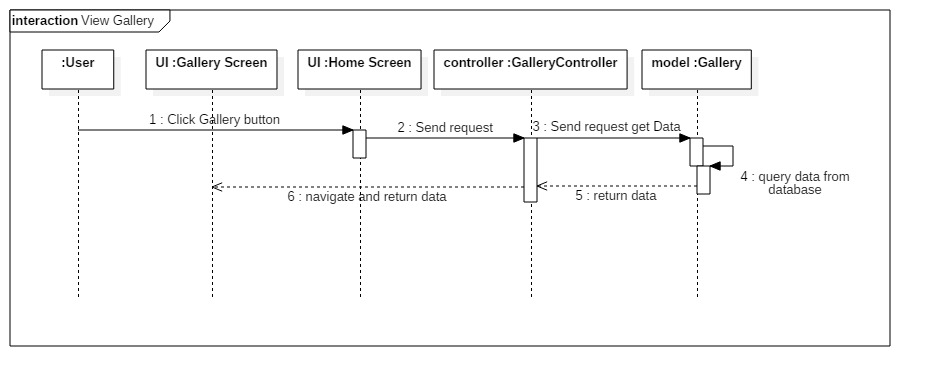 interaction View Gallery
:User
UI :Gallery Screen
UI :Home Screen
controller :GalleryController
model :Gallery
1 : Click Gallery button
2 : Send request
3 : Send request get Data
4 : query data from
database
5 : return data
6 : navigate and return data